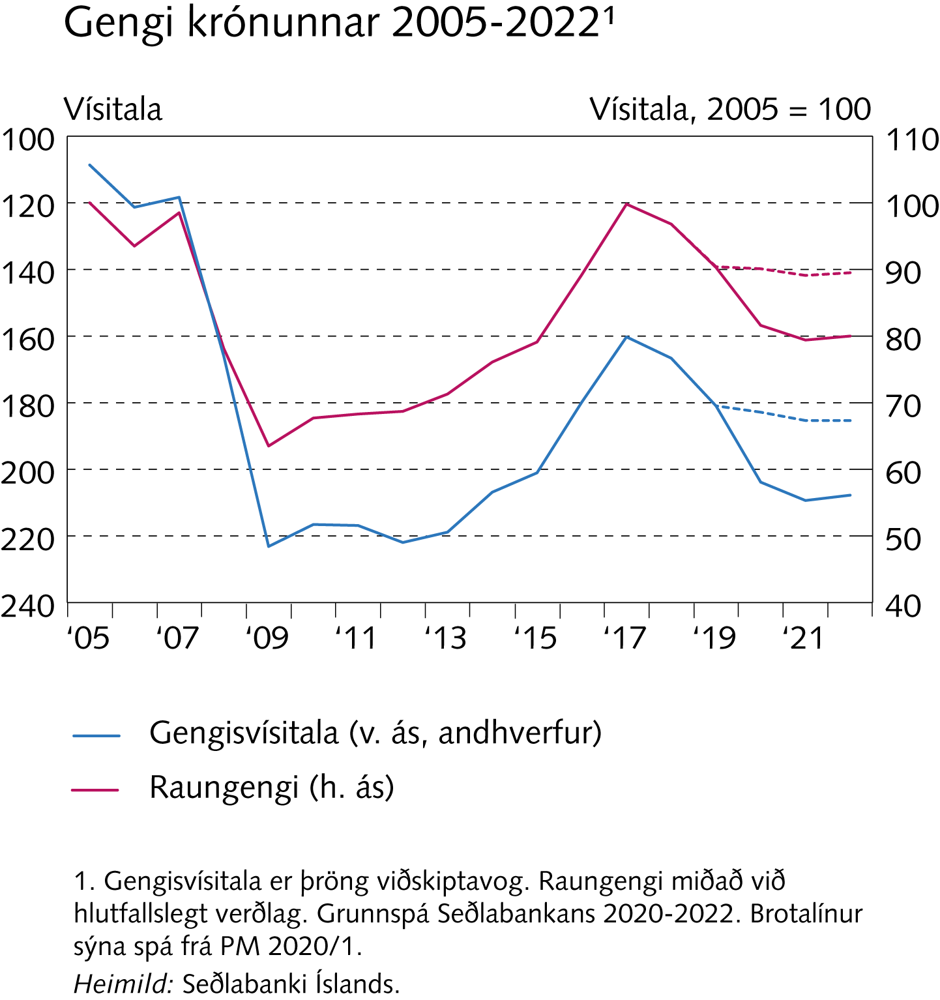 Gengi krónunnar 2005-2022¹
Vísitala
Vísitala, 2005 = 100
100
110
120
100
140
90
160
80
180
70
200
60
220
50
240
40
‘05 ‘07 ‘09 ‘11 ‘13 ‘15 ‘17 ‘19 ‘21
Gengisvísitala (v. ás, andhverfur)
Raungengi (h. ás)
1. Gengisvísitala er þröng viðskiptavog. Raungengi miðað við
hlutfallslegt verðlag. Grunnspá Seðlabankans 2020-2022. Brotalínur
sýna spá frá PM 2020/1.
Heimild: Seðlabanki Íslands.